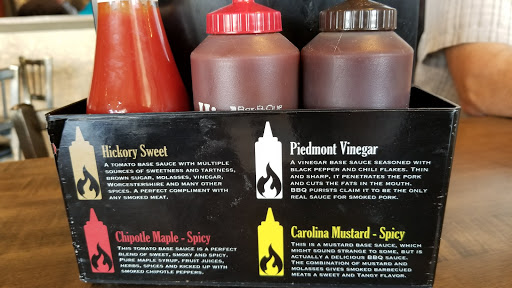 BAR-B-QUE
Hickory Sweet
A TOMATO BASE SAUCE WITH MULTIPLE
SOURCES OF SWEETNESS AND TARTNESS,
BROWN SUGAR, MOLASSES, VINEGAR,
WORCESTERSHIRE AND MANY OTHER
SPICES. A PERFECT COMPLIMENT WITH
ANY SMOKED MEAT.
Piedmont Vinegar
A VINEGAR BASE SAUCE SEASONED WITH
BLACK PEPPER AND CHILI FLAKES. THIN
AND SHARP, IT PENETRATES THE PORK
AND CUTS THE FATS IN THE MOUTH.
BBQ PURISTS CLAIM IT TO BE THE ONLY
REAL SAUCE FOR SMOKED PORK.
Chipotle Maple - Spicy
THIS TOMATO BASE SAUCE IS A PERFECT
BLEND OF SWEET, SMOKY AND SPICY.
PURE MAPLE SYRUP, FRUIT JUICES,
HERBS, SPICES AND KICKED UP WITH
SMOKED CHIPOTLE PEPPERS.
Carolina Mustard - Spicy
THIS IS A MUSTARD BASE SAUCE, WHICH
MIGHT SOUND STRANGE TO SOME, BUT IS
ACTUALLY A DELICIOUS BBQ SAUCE.
THE COMBINATION OF MUSTARD AND
MOLASSES GIVES SMOKED BARBECUED
MEATS A SWEET AND TANGY FLAVOR.